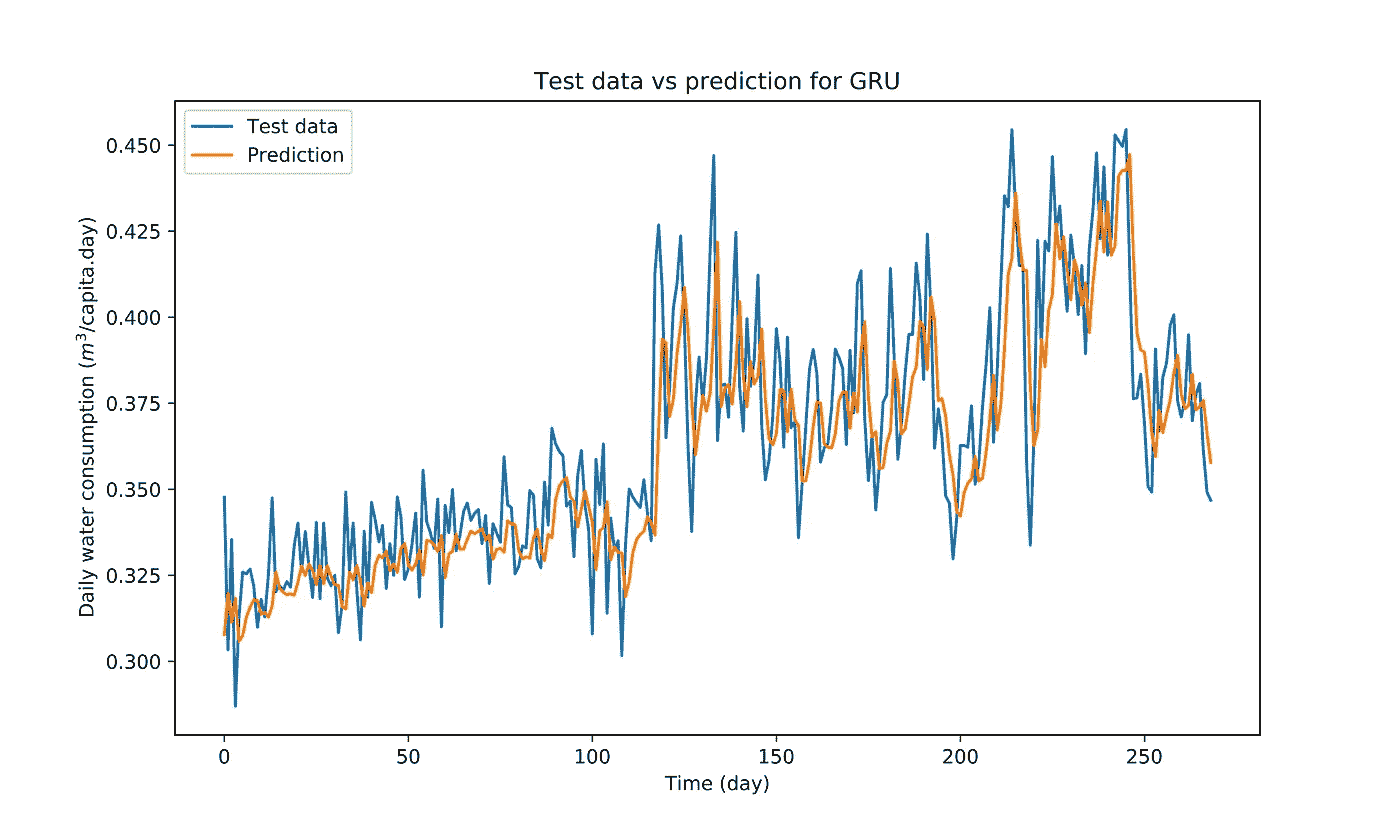 Test data vs prediction for GRU
Test data
Prediction
Daily water consumption (m³/capita.day)
0.450
0.425
0.400
0.375
0.350
0.325
0.300
0
50
100
150
200
250
Time (day)